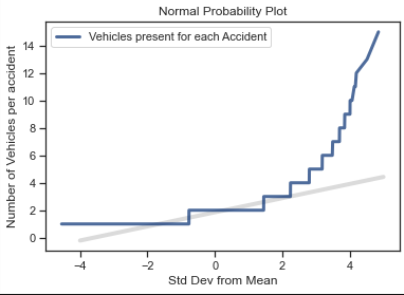 Normal Probability Plot
Vehicles present for each Accident
Number of Vehicles per accident
14
12
10
8
6
4
2
0
−4 −2 0 2 4
Std Dev from Mean